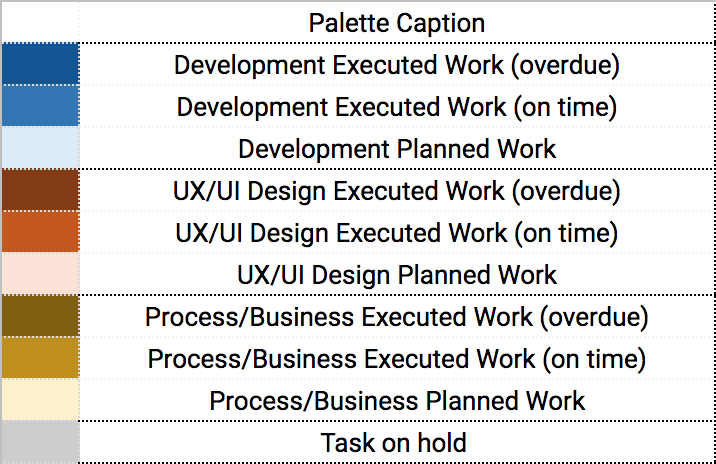 Palette Caption
Development Executed Work (overdue)
Development Executed Work (on time)
Development Planned Work
UX/UI Design Executed Work (overdue)
UX/UI Design Executed Work (on time)
UX/UI Design Planned Work
Process/Business Executed Work (overdue)
Process/Business Executed Work (on time)
Process/Business Planned Work
Task on hold